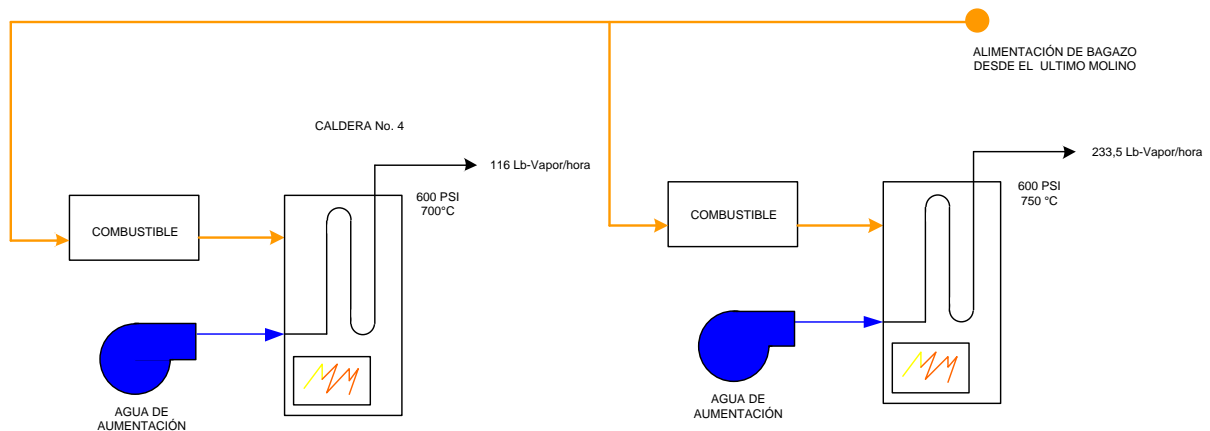 ALIMENTACIÓN DE BAGAZO
DESDE EL ULTIMO MOLINO
CALDERA No. 4
116 Lb-Vapor/hora
600 PSI
700°C
COMBUSTIBLE
AGUA DE
AUMENTACIÓN
233,5 Lb-Vapor/hora
600 PSI
750 °C
COMBUSTIBLE
AGUA DE
AUMENTACIÓN